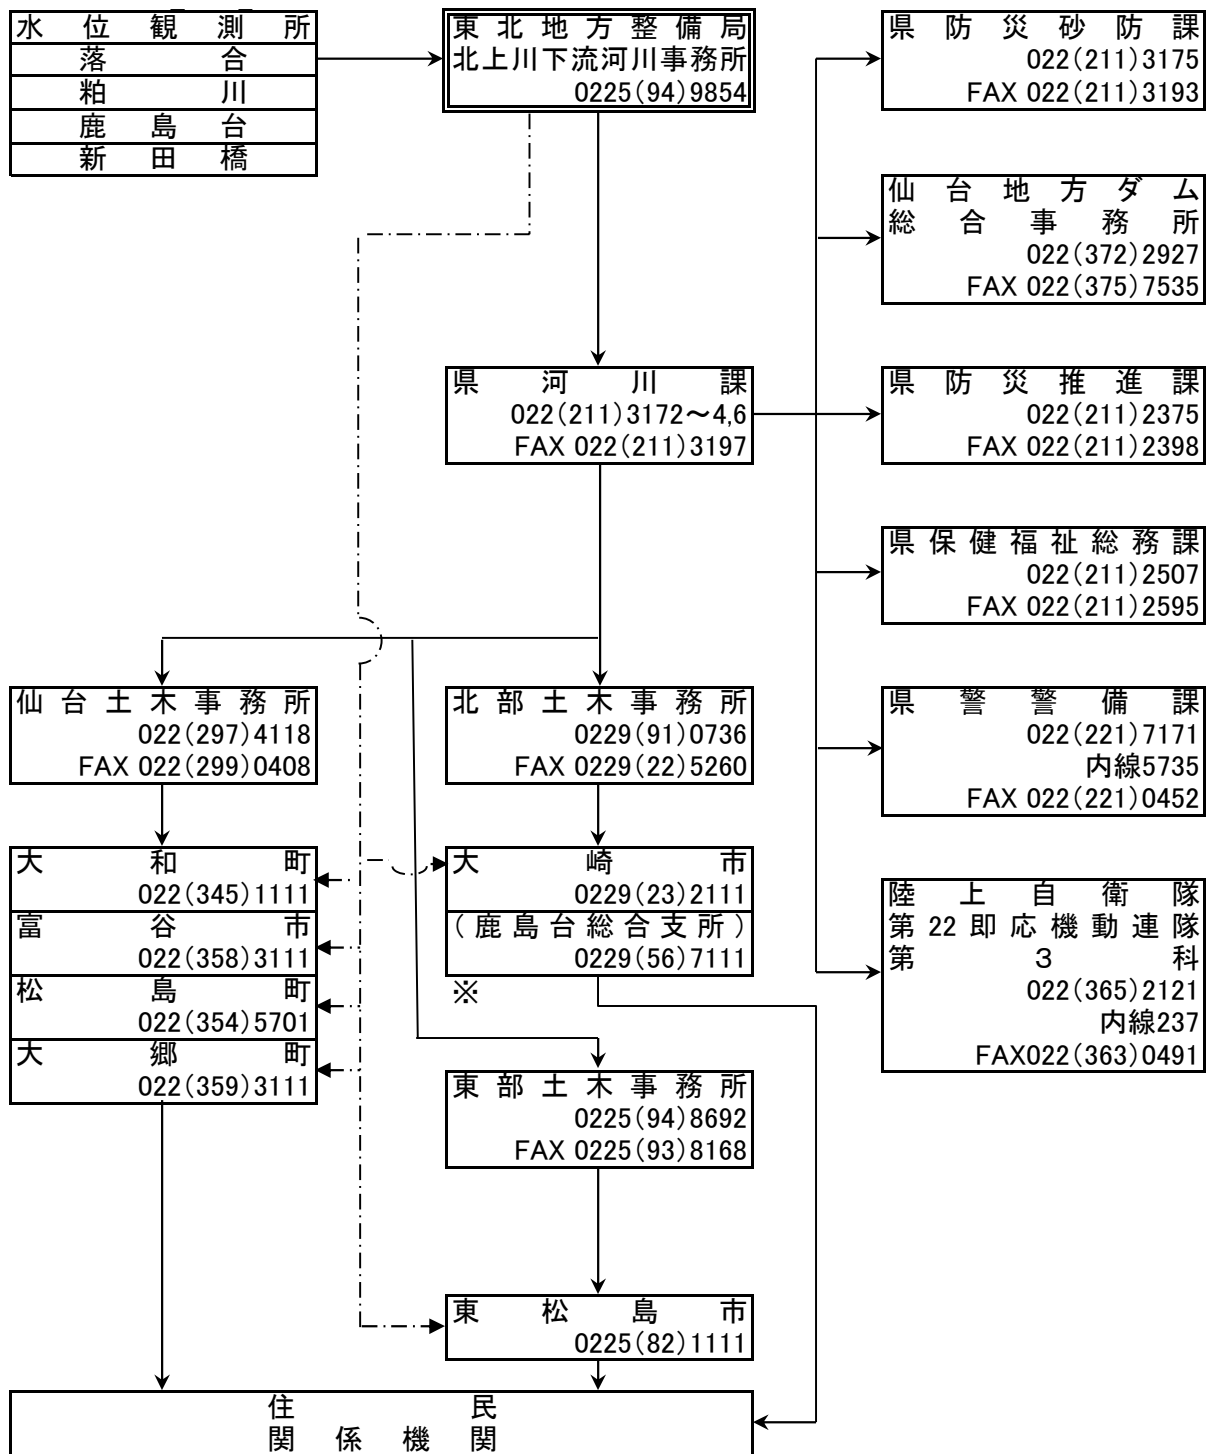 水位観測所
落合
粕川
鹿島台
新田橋
東北地方整備局
北上川下流河川事務所
0225(94)9854
県防災砂防課
022(211)3175
FAX 022(211)3193
仙台地方ダム
総合事務所
022(372)2927
FAX 022(375)7535
県河川課
022(211)3172～4,6
FAX 022(211)3197
県防災推進課
022(211)2375
FAX 022(211)2398
県保健福祉総務課
022(211)2507
FAX 022(211)2595
仙台土木事務所
022(297)4118
FAX 022(299)0408
北部土木事務所
0229(91)0736
FAX 0229(22)5260
県警警備課
022(221)7171
内線5735
FAX 022(221)0452
大和町
022(345)1111
富谷市
022(358)3111
松島町
022(354)5701
大郷町
022(359)3111
大崎市
0229(23)2111
(鹿島台総合支所)
0229(56)7111
※
陸上自衛隊
第22即応機動連隊
第3科
022(365)2121
内線237
FAX022(363)0491
東部土木事務所
0225(94)8692
FAX 0225(93)8168
東松島市
0225(82)1111
住民
関係機関